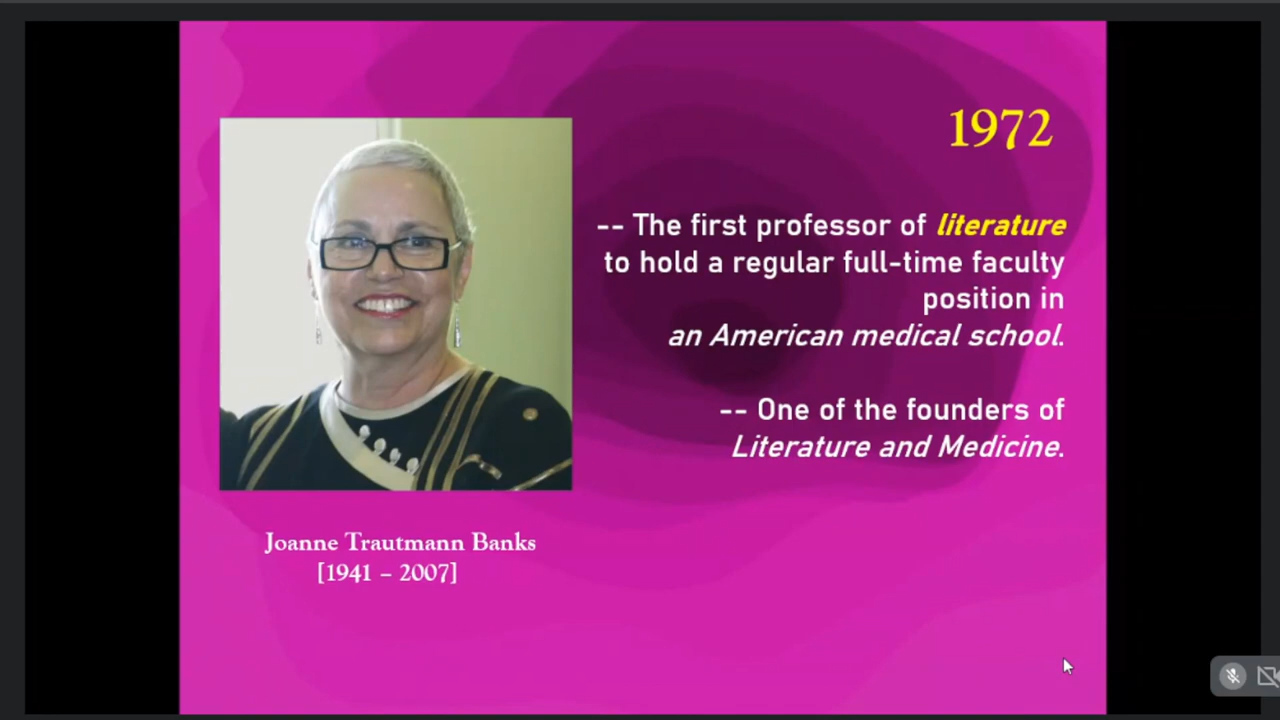 1972
-- The first professor of literature
to hold a regular full-time faculty
position in
an American medical school.
-- One of the founders of
Literature and Medicine.
Joanne Trautmann Banks
[1941 – 2007]